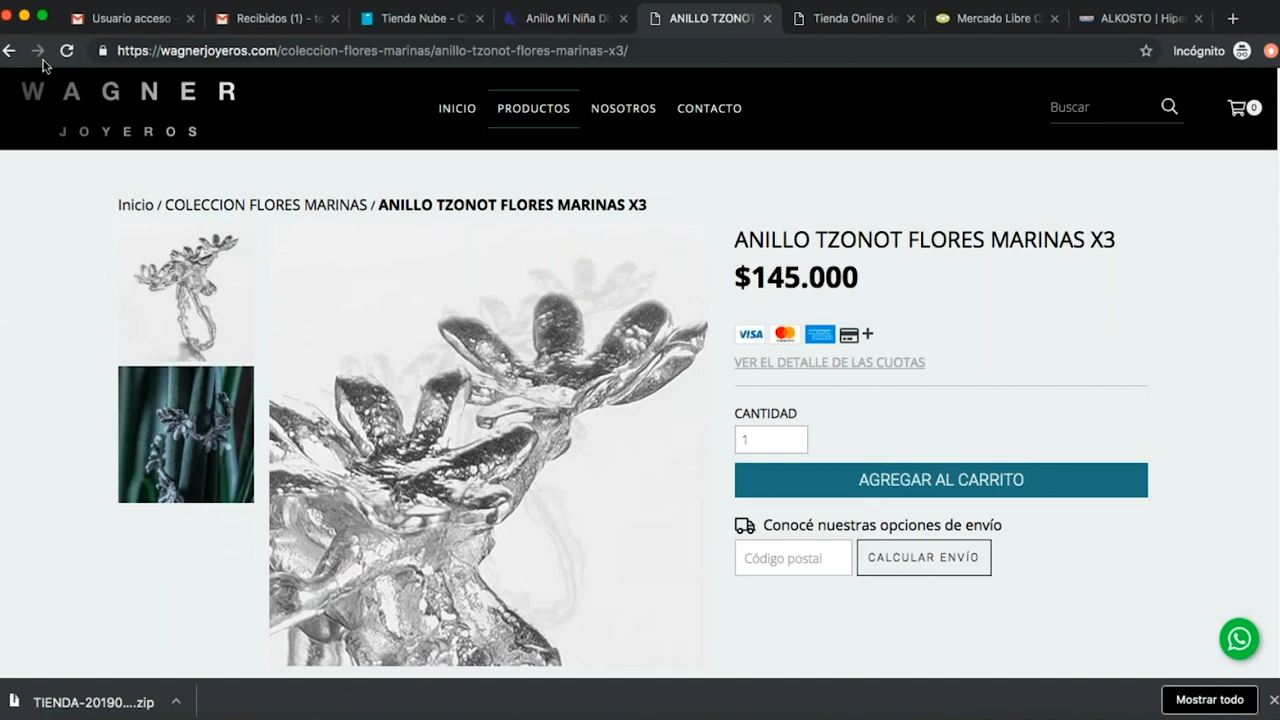 Usuario acceso
Recibidos (1) - to
Tienda Nube - C
Anillo Mi Niña Di
ANILLO TZONOT
Tienda Online de
Mercado Libre C
ALKOSTO | Hipe
https://wagnerjoyeros.com/coleccion-flores-marinas/anillo-tzonot-flores-marinas-x3/
Incógnito
WAGNER
JOYEROS
INICIO PRODUCTOS NOSOTROS CONTACTO
Buscar
0
Inicio / COLECCION FLORES MARINAS / ANILLO TZONOT FLORES MARINAS X3
ANILLO TZONOT FLORES MARINAS X3
$145.000
VISA
VER EL DETALLE DE LAS CUOTAS
CANTIDAD
1
AGREGAR AL CARRITO
Conocé nuestras opciones de envío
Código postal
CALCULAR ENVÍO
TIENDA-20190....zip
Mostrar todo